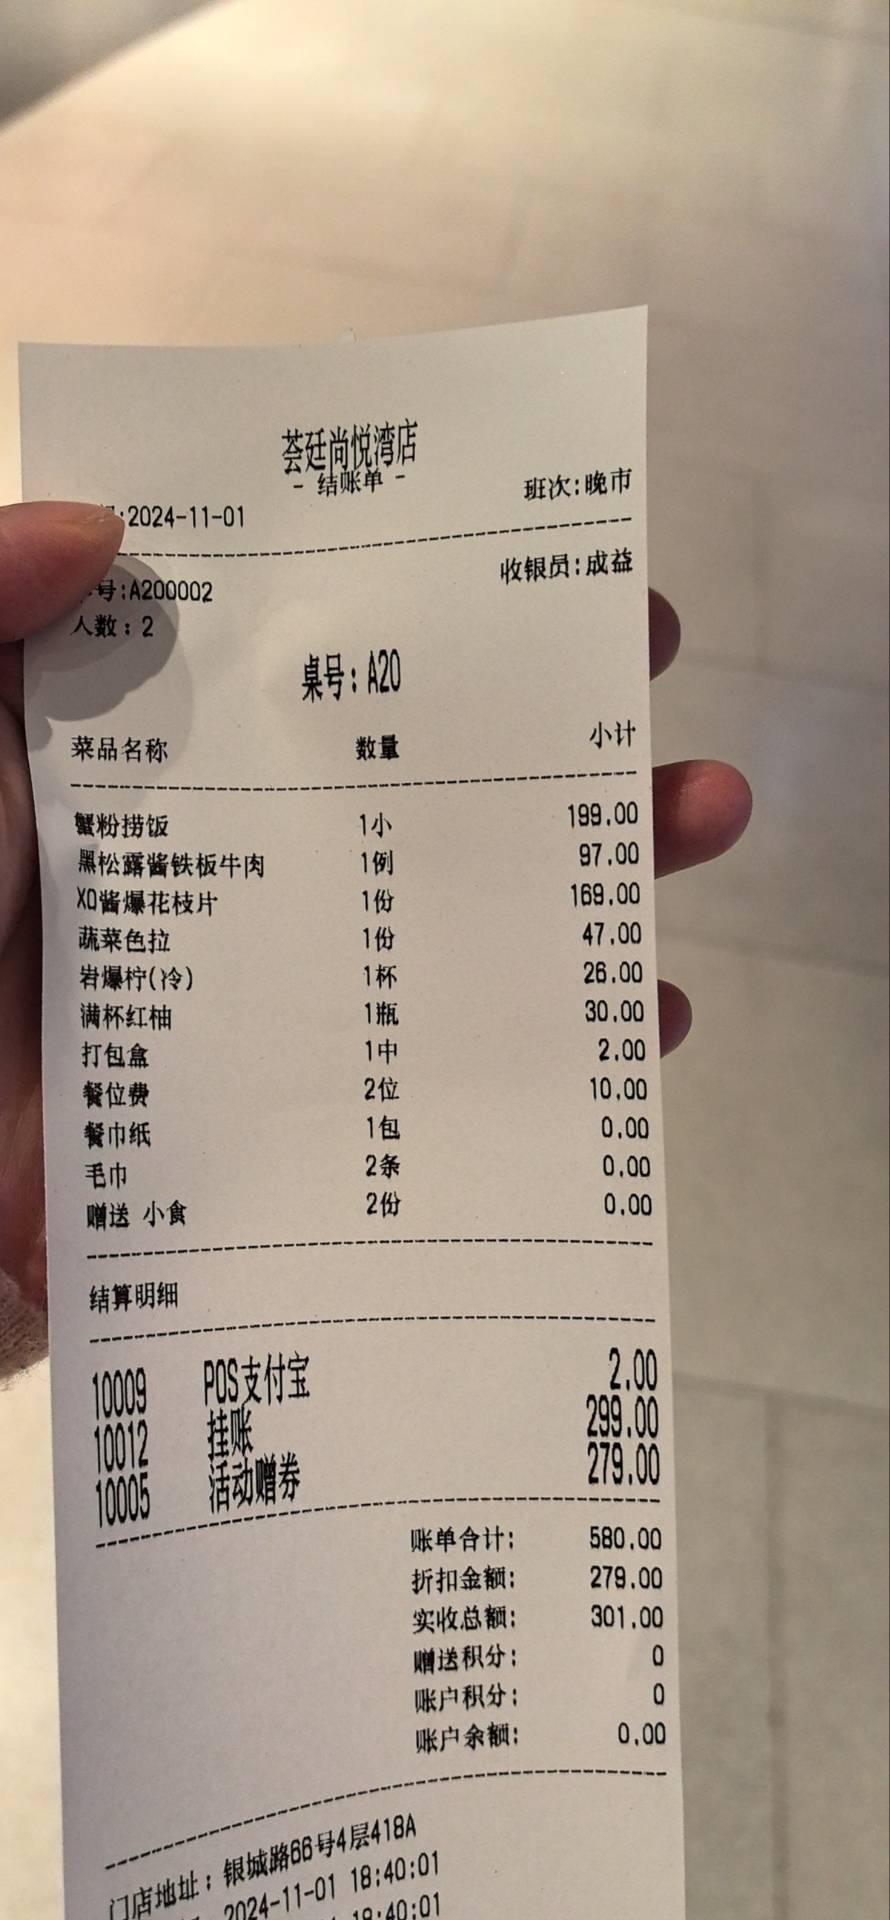 荟廷尚悦湾店
- 结账单 -
:2024-11-01 班次:晚市
号:A200002 收银员:成益
人数:2
桌号:A20
菜品名称 数量 小计
蟹粉捞饭 1小 199.00
黑松露酱铁板牛肉 1例 97.00
XO酱爆花枝片 1份 169.00
蔬菜色拉 1份 47.00
岩爆柠(冷) 1杯 26.00
满杯红柚 1瓶 30.00
打包盒 1中 2.00
餐位费 2位 10.00
餐巾纸 1包 0.00
毛巾 2条 0.00
赠送 小食 2份 0.00
结算明细
10009 POS支付宝 2.00
10012 挂账 299.00
10005 活动赠券 279.00
账单合计: 580.00
折扣金额: 279.00
实收总额: 301.00
赠送积分: 0
账户积分: 0
账户余额: 0.00
门店地址:银城路66号4层418A
2024-11-01 18:40:01
18:40:01